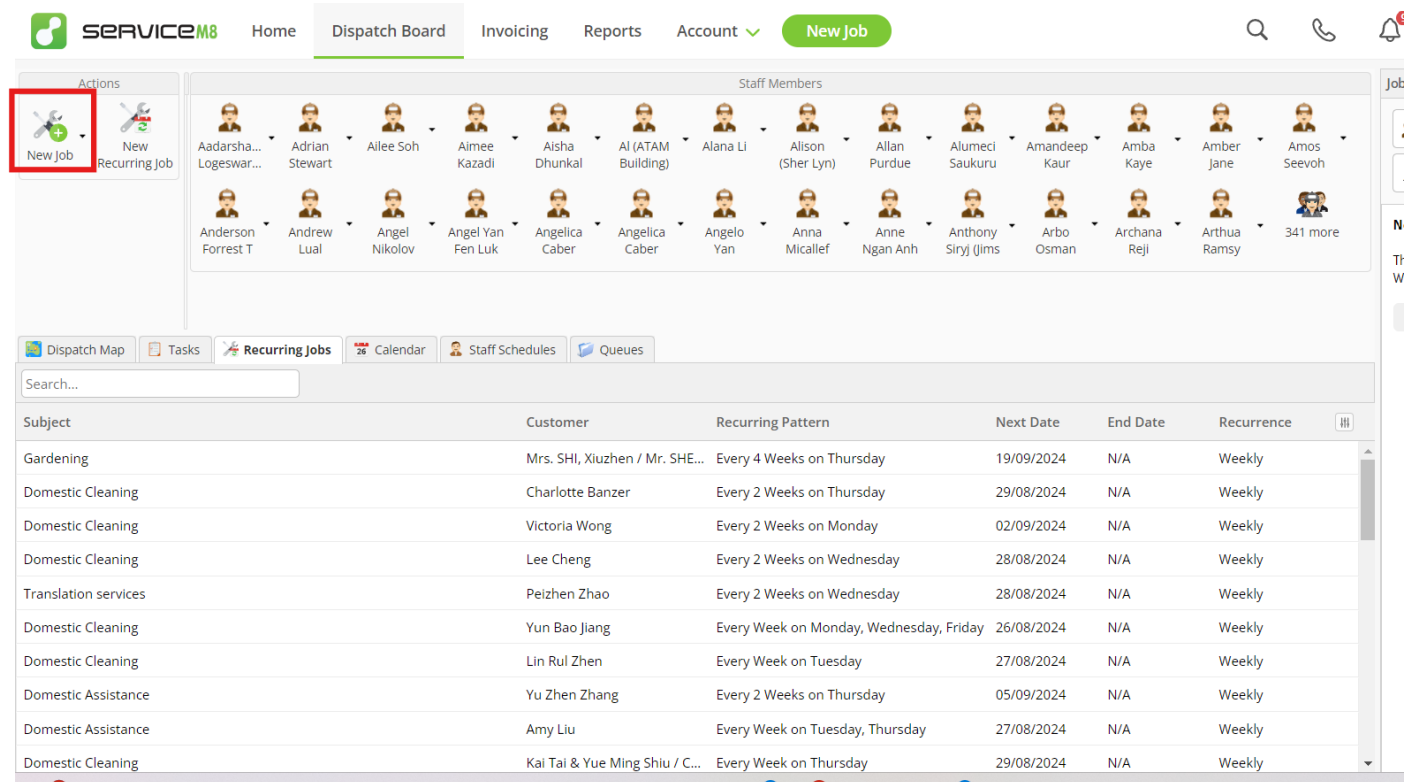 serviceM8 Home Dispatch Board Invoicing Reports Account New Job
Actions Staff Members
New Job
New
Recurring Job
Aadarsha...
Logeswar...
Adrian
Stewart
Ailee Soh
Aimee
Kazadi
Aisha
Dhunkal
Al (ATAM
Building)
Alana Li
Alison
(Sher Lyn)
Allan
Purdue
Alumeci
Saukuru
Amandeep
Kaur
Amba
Kaye
Amber
Jane
Amos
Seevoh
Anderson
Forrest T
Andrew
Lual
Angel
Nikolov
Angel Yan
Fen Luk
Angelica
Caber
Angelica
Caber
Angelo
Yan
Anna
Micallef
Anne
Ngan Anh
Anthony
Siryj (Jims
Arbo
Osman
Archana
Reji
Arthua
Ramsy
341 more
Dispatch Map Tasks Recurring Jobs 26 Calendar Staff Schedules Queues
Search...
Subject Customer Recurring Pattern Next Date End Date Recurrence
Gardening Mrs. SHI, Xiuzhen / Mr. SHE... Every 4 Weeks on Thursday 19/09/2024 N/A Weekly
Domestic Cleaning Charlotte Banzer Every 2 Weeks on Thursday 29/08/2024 N/A Weekly
Domestic Cleaning Victoria Wong Every 2 Weeks on Monday 02/09/2024 N/A Weekly
Domestic Cleaning Lee Cheng Every 2 Weeks on Wednesday 28/08/2024 N/A Weekly
Translation services Peizhen Zhao Every 2 Weeks on Wednesday 28/08/2024 N/A Weekly
Domestic Cleaning Yun Bao Jiang Every Week on Monday, Wednesday, Friday 26/08/2024 N/A Weekly
Domestic Cleaning Lin Rul Zhen Every Week on Tuesday 27/08/2024 N/A Weekly
Domestic Assistance Yu Zhen Zhang Every 2 Weeks on Thursday 05/09/2024 N/A Weekly
Domestic Assistance Amy Liu Every Week on Tuesday, Thursday 27/08/2024 N/A Weekly
Domestic Cleaning Kai Tai & Yue Ming Shiu / C... Every Week on Thursday 29/08/2024 N/A Weekly